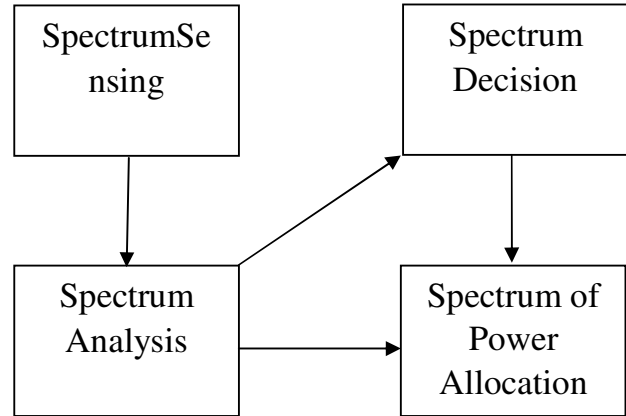 SpectrumSe
nsing
Spectrum
Decision
Spectrum
Analysis
Spectrum of
Power
Allocation